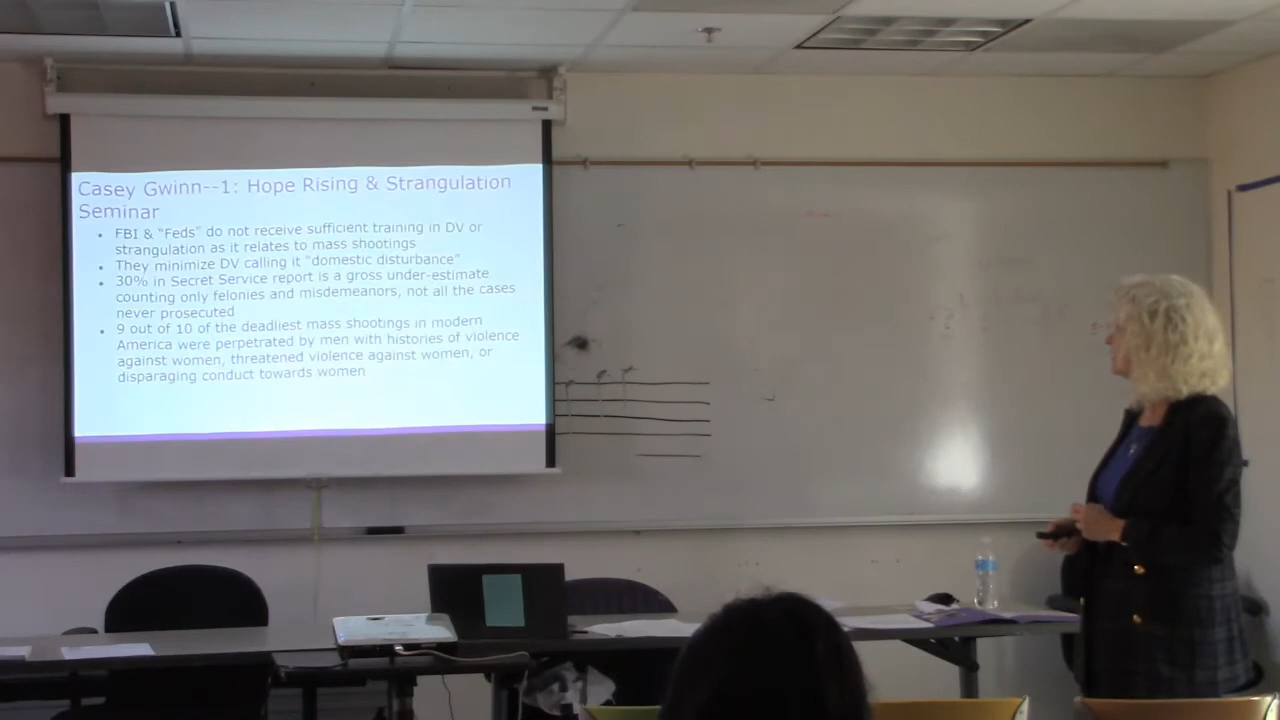 Casey Gwinn--1: Hope Rising & Strangulation
Seminar
• FBI & "Feds" do not receive sufficient training in DV or
strangulation as it relates to mass shootings
• They minimize DV calling it "domestic disturbance"
• 30% in Secret Service report is a gross under-estimate
counting only felonies and misdemeanors, not all the cases
never prosecuted
• 9 out of 10 of the deadliest mass shootings in modern
America were perpetrated by men with histories of violence
against women, threatened violence against women, or
disparaging conduct towards women